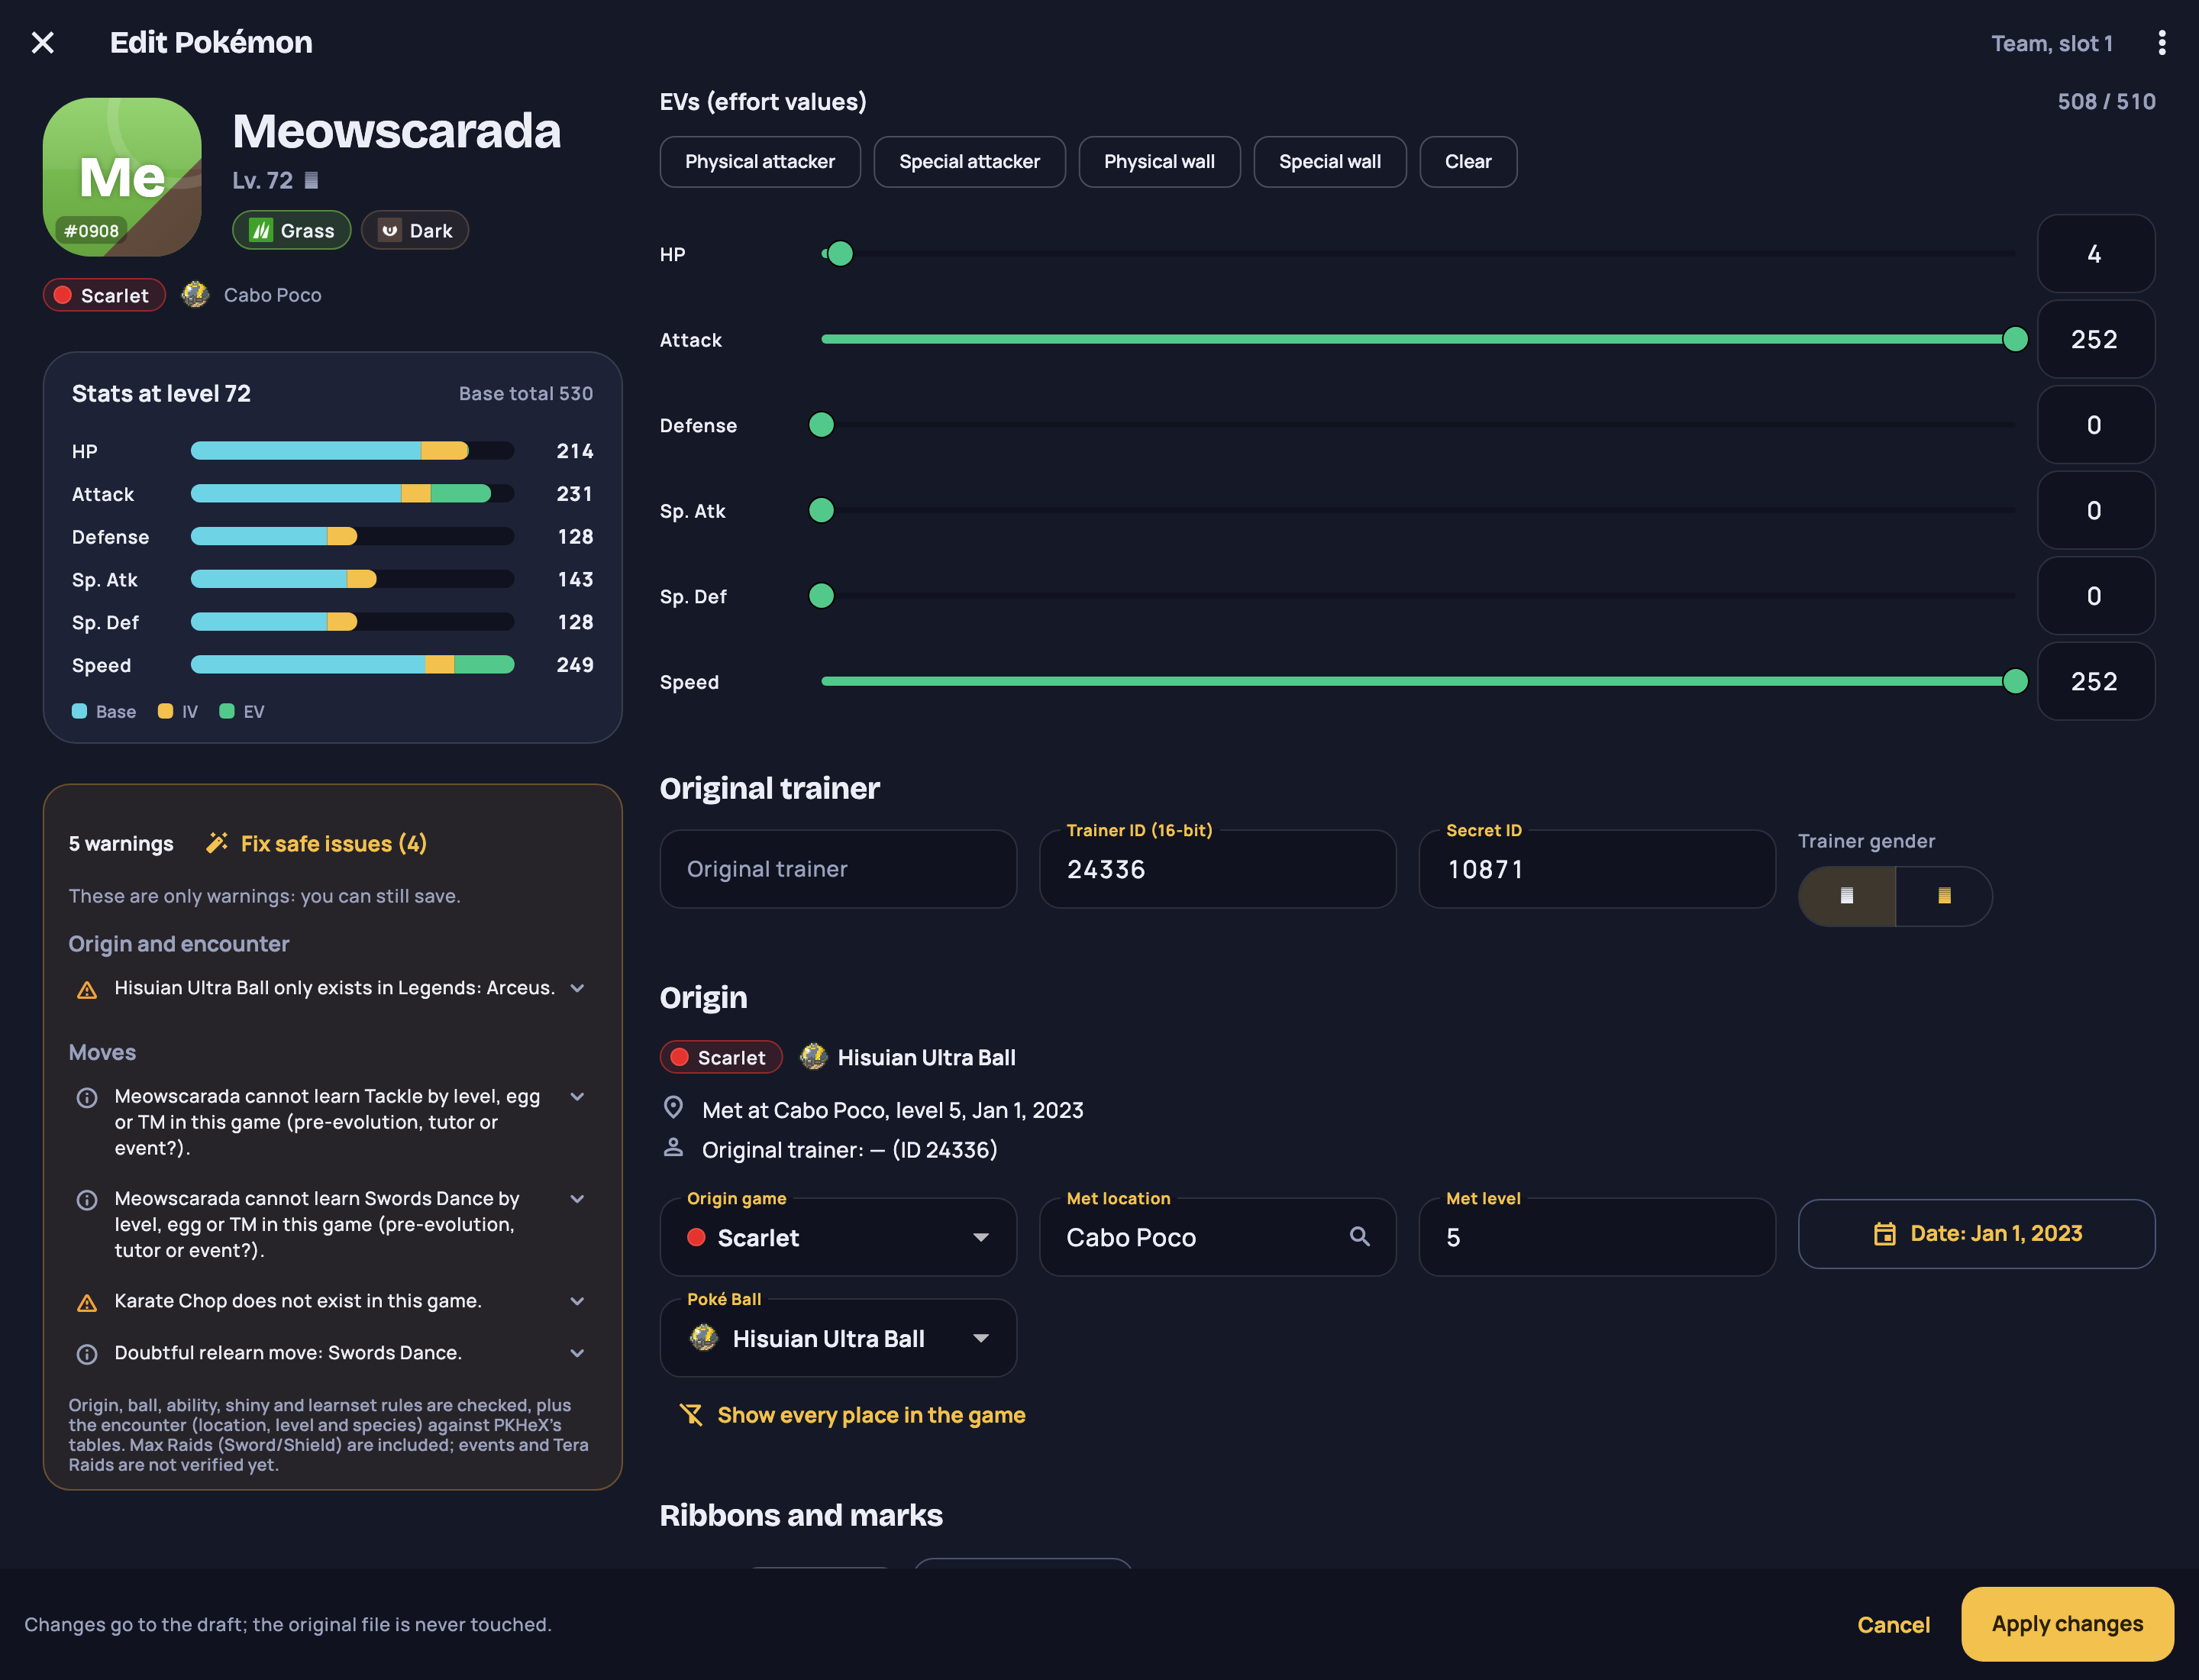 Edit Pokémon
Team, slot 1
Me
#0908
Meowscarada
Lv. 72
Grass
Dark
Scarlet
Cabo Poco
Stats at level 72
Base total 530
HP 214
Attack 231
Defense 128
Sp. Atk 143
Sp. Def 128
Speed 249
Base IV EV
5 warnings
Fix safe issues (4)
These are only warnings: you can still save.
Origin and encounter
Hisuian Ultra Ball only exists in Legends: Arceus.
Moves
Meowscarada cannot learn Tackle by level, egg
or TM in this game (pre-evolution, tutor or
event?).
Meowscarada cannot learn Swords Dance by
level, egg or TM in this game (pre-evolution,
tutor or event?).
Karate Chop does not exist in this game.
Doubtful relearn move: Swords Dance.
Origin, ball, ability, shiny and learnset rules are checked, plus
the encounter (location, level and species) against PKHeX's
tables. Max Raids (Sword/Shield) are included; events and Tera
Raids are not verified yet.
EVs (effort values)
508 / 510
Physical attacker
Special attacker
Physical wall
Special wall
Clear
HP 4
Attack 252
Defense 0
Sp. Atk 0
Sp. Def 0
Speed 252
Original trainer
Original trainer
Trainer ID (16-bit)
24336
Secret ID
10871
Trainer gender
Origin
Scarlet
Hisuian Ultra Ball
Met at Cabo Poco, level 5, Jan 1, 2023
Original trainer: — (ID 24336)
Origin game
Scarlet
Met location
Cabo Poco
Met level
5
Date: Jan 1, 2023
Poké Ball
Hisuian Ultra Ball
Show every place in the game
Ribbons and marks
Changes go to the draft; the original file is never touched.
Cancel
Apply changes